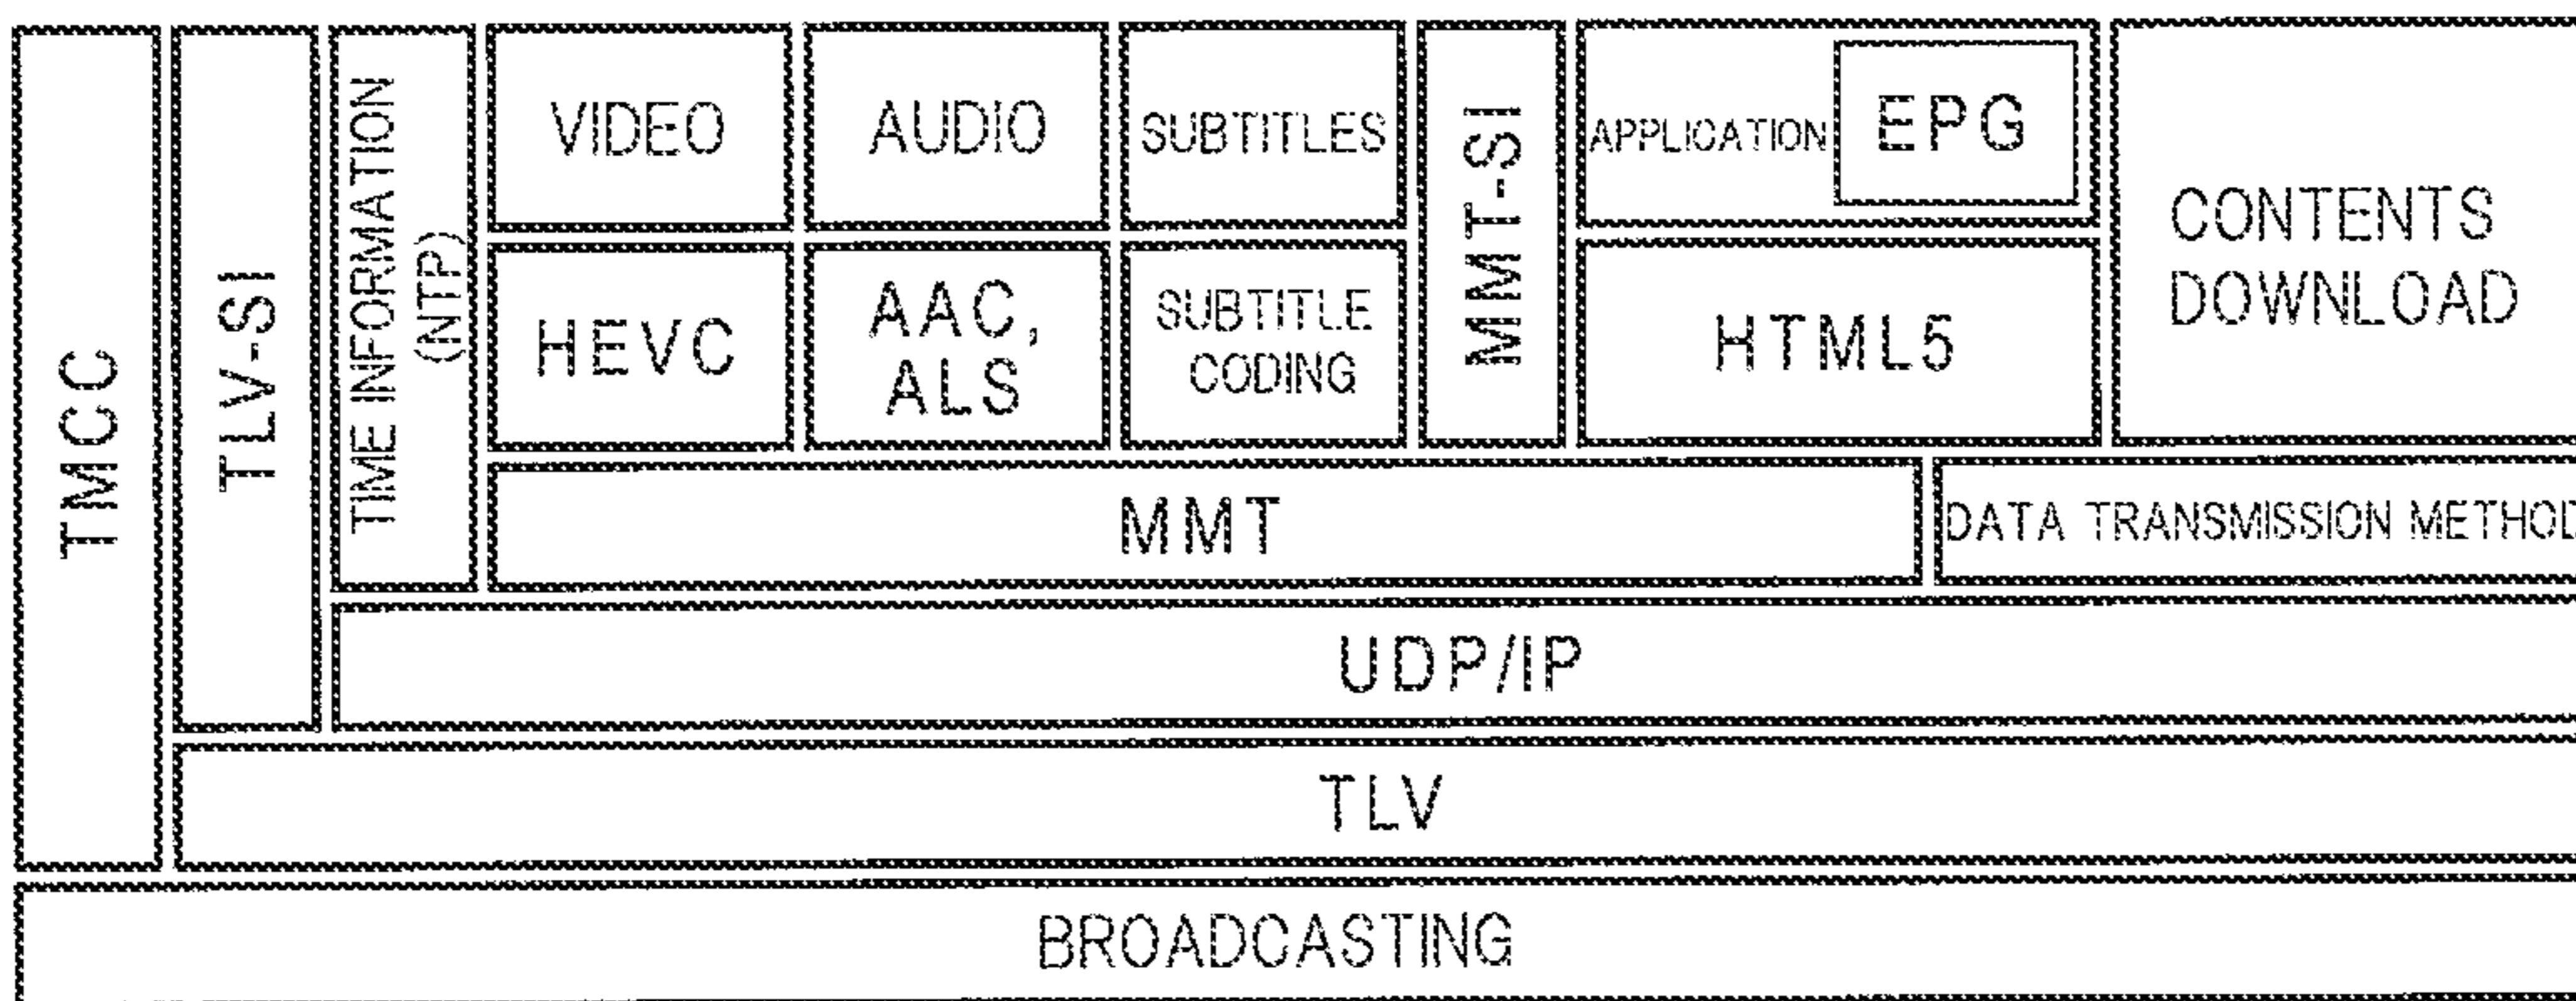 TMCC
TLV-SI
TIME INFORMATION
(NTP)
VIDEO
AUDIO
SUBTITLES
MMT-SI
APPLICATION
EPG
CONTENTS
DOWNLOAD
HEVC
AAC,
ALS
SUBTITLE
CODING
HTML5
MMT
DATA TRANSMISSION METHOD
UDP/IP
TLV
BROADCASTING